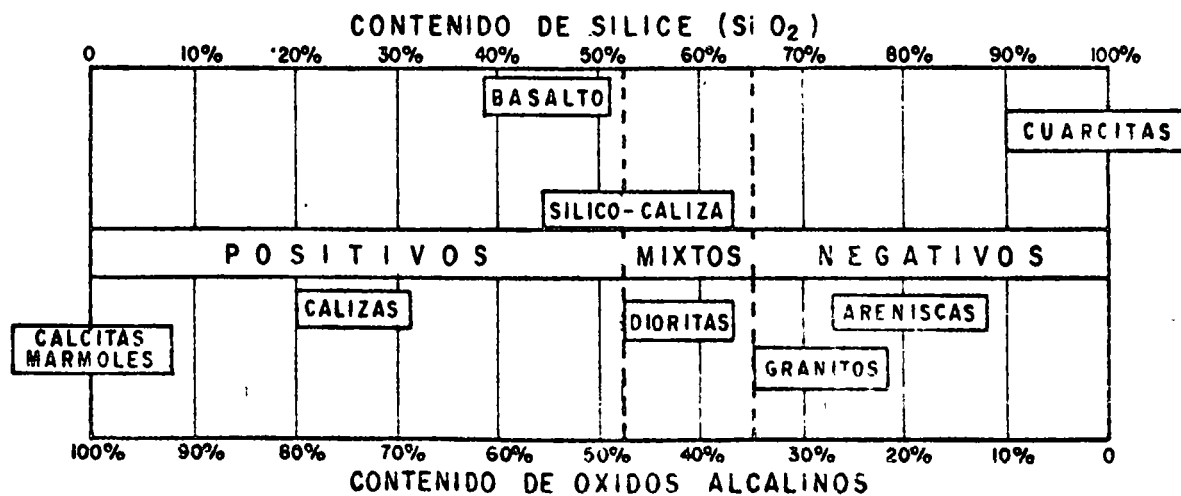 CONTENIDO DE SILICE (SiO₂)
0 10% 20% 30% 40% 50% 60% 70% 80% 90% 100%
BASALTO
CUARCITAS
SILICO-CALIZA
POSITIVOS MIXTOS NEGATIVOS
CALIZAS
DIORITAS
ARENISCAS
CALCITAS
MARMOLES
GRANITOS
100% 90% 80% 70% 60% 50% 40% 30% 20% 10% 0
CONTENIDO DE OXIDOS ALCALINOS